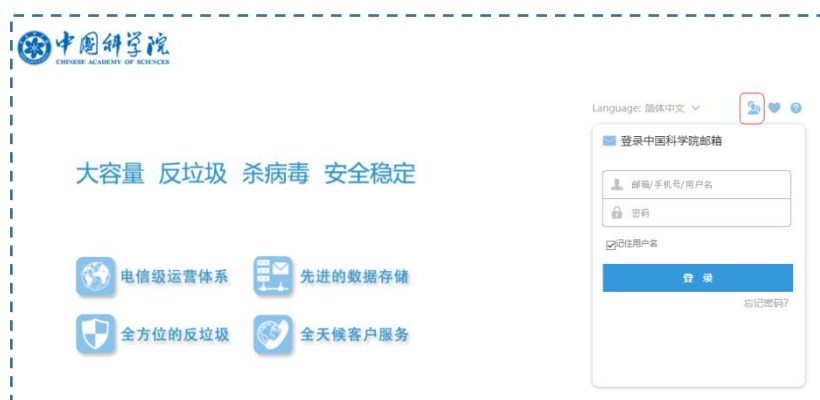 中国科学院
CHINESE ACADEMY OF SCIENCES
Language: 简体中文
登录中国科学院邮箱
大容量 反垃圾 杀病毒 安全稳定
邮箱/手机号/用户名
密码
记住用户名
电信级运营体系 先进的数据存储
登 录
忘记密码?
全方位的反垃圾 全天候客户服务